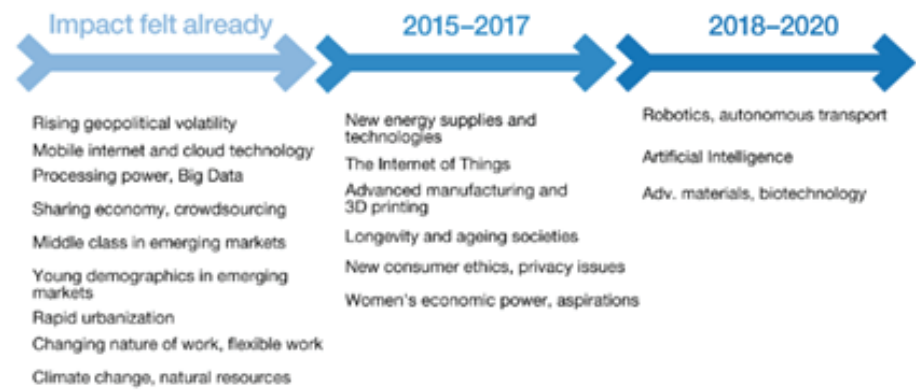 Impact felt already
Rising geopolitical volatility
Mobile internet and cloud technology
Processing power, Big Data
Sharing economy, crowdsourcing
Middle class in emerging markets
Young demographics in emerging
markets
Rapid urbanization
Changing nature of work, flexible work
Climate change, natural resources
2015–2017
New energy supplies and
technologies
The Internet of Things
Advanced manufacturing and
3D printing
Longevity and ageing societies
New consumer ethics, privacy issues
Women's economic power, aspirations
2018–2020
Robotics, autonomous transport
Artificial Intelligence
Adv. materials, biotechnology